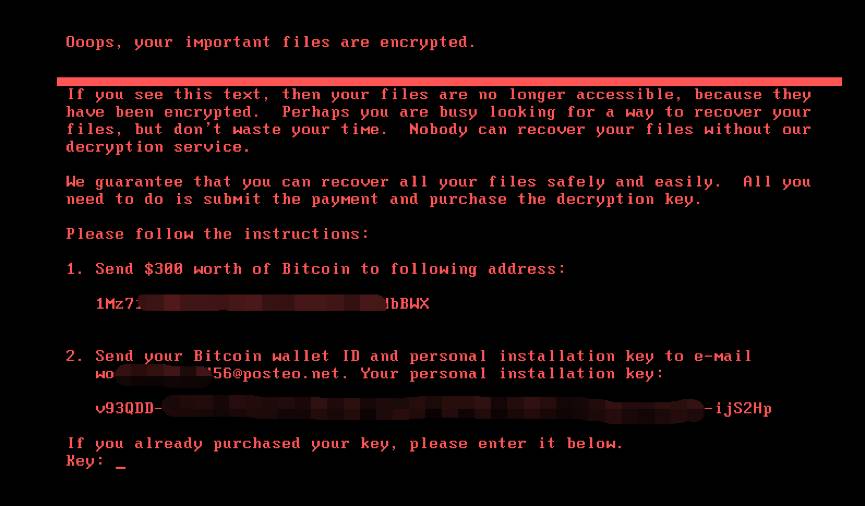 Ooops, your important files are encrypted.
If you see this text, then your files are no longer accessible, because they
have been encrypted.  Perhaps you are busy looking for a way to recover your
files, but don't waste your time.  Nobody can recover your files without our
decryption service.
We guarantee that you can recover all your files safely and easily.  All you
need to do is submit the payment and purchase the decryption key.
Please follow the instructions:
1. Send $300 worth of Bitcoin to following address:
2. Send your Bitcoin wallet ID and personal installation key to e-mail
56@posteo.net. Your personal installation key:
v93QDD- -ijS2Hp
If you already purchased your key, please enter it below.
Key: _